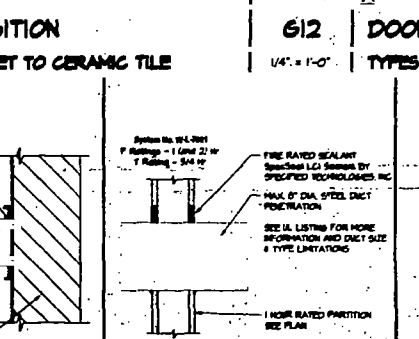 SITION
ET TO CERAMIC TILE
G12
1/4" = 1'-0"
DOO
TYPES
System No. W-L-7001
F Ratings - 1 (and 2) Hr
T Rating - 3/4 Hr
FIRE RATED SEALANT
SpecSeal LCI Sealant BY
SPECIFIED TECHNOLOGIES, INC
MAX. 8" DIA. STEEL DUCT
PENETRATION
SEE UL LISTING FOR MORE
INFORMATION AND DUCT SIZE
& TYPE LIMITATIONS
1 HOUR RATED PARTITION
SEE PLAN